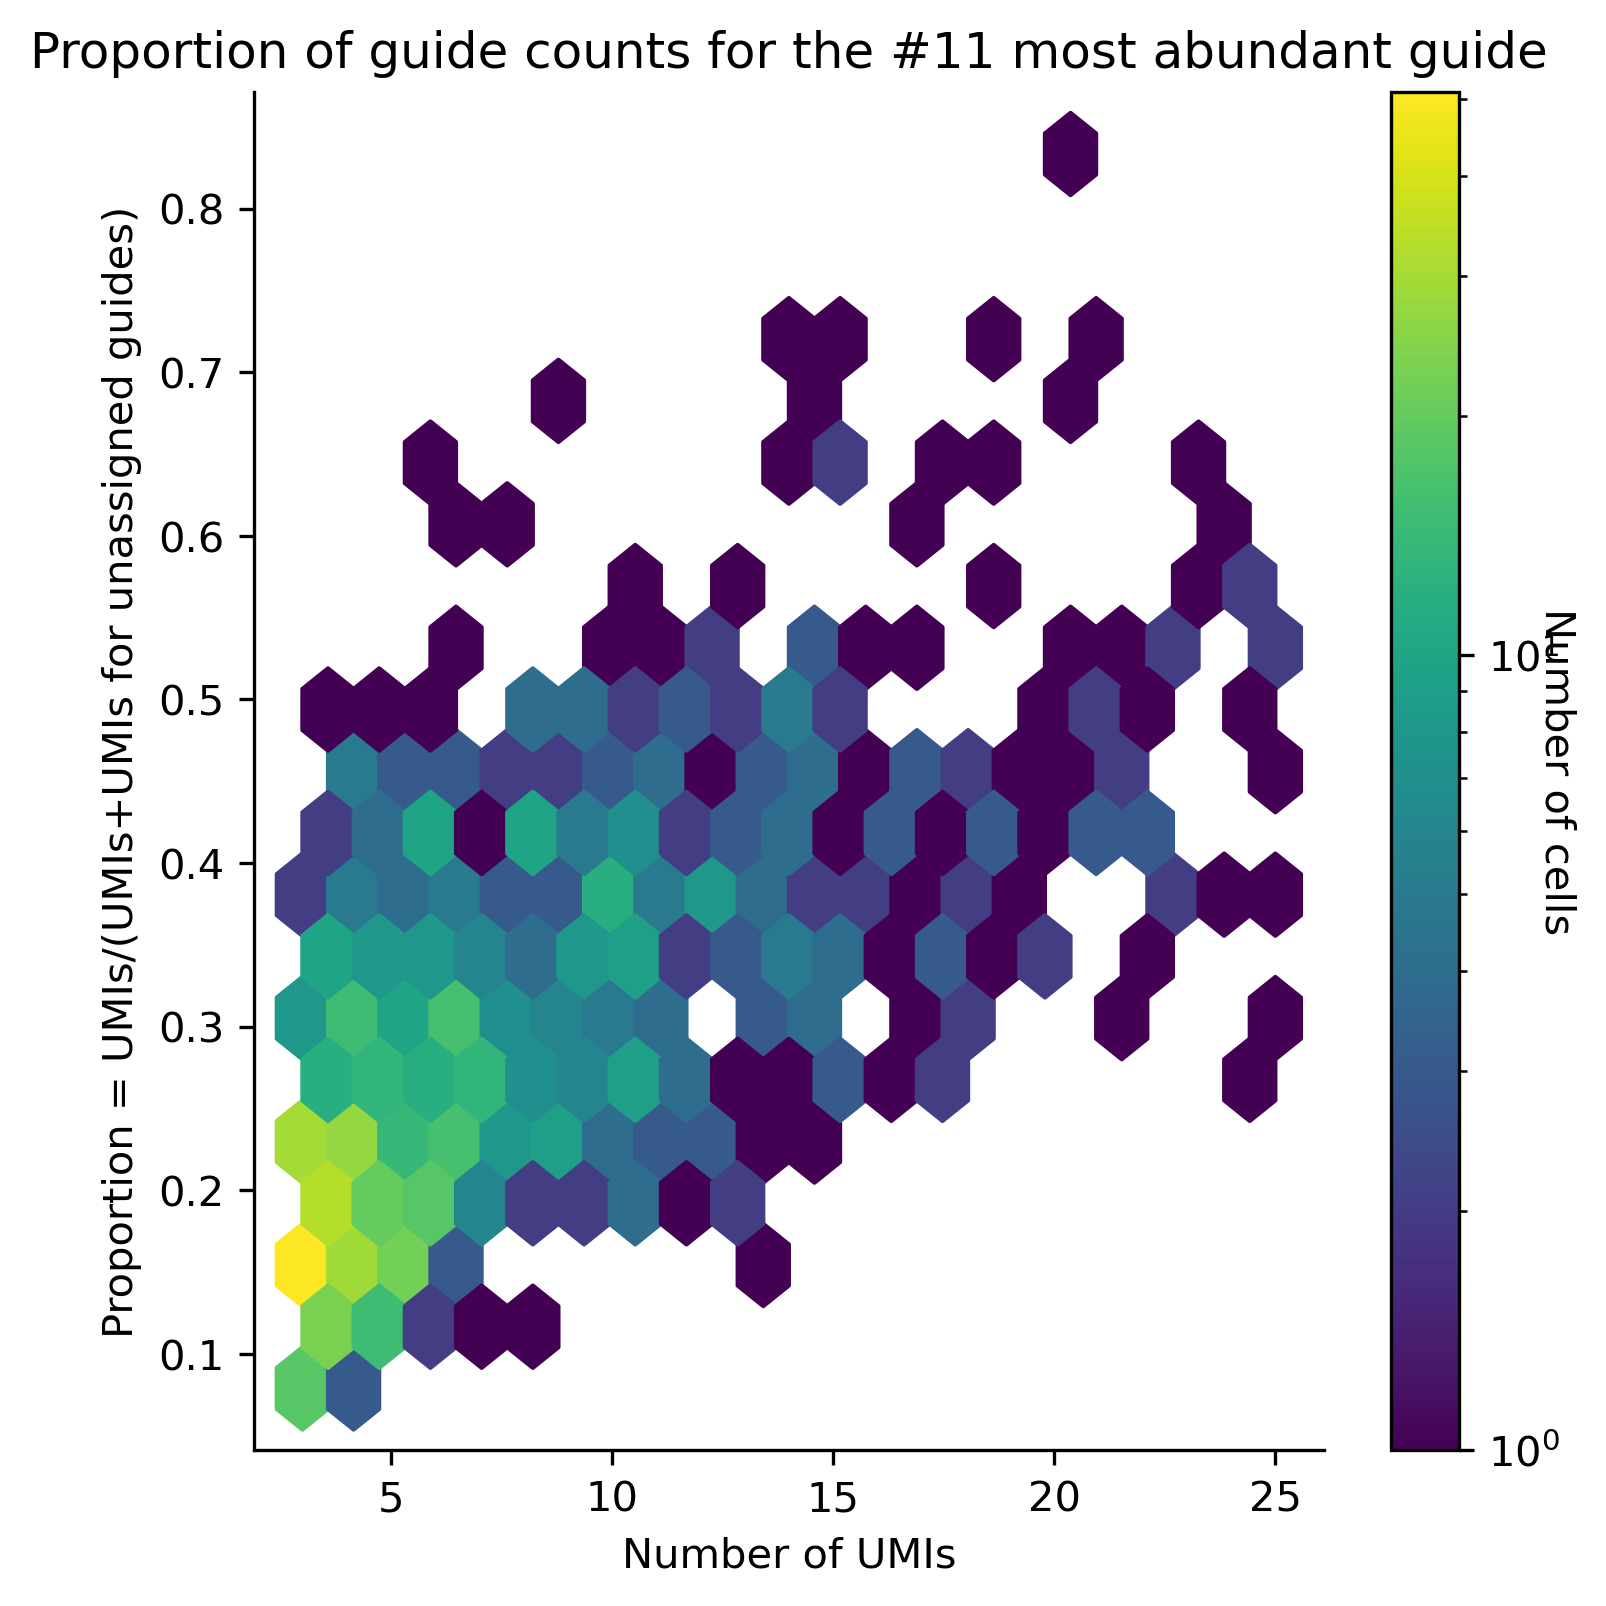 Proportion of guide counts for the #11 most abundant guide
Proportion = UMIs/(UMIs+UMIs for unassigned guides)
0.8
0.7
0.6
0.5
0.4
0.3
0.2
0.1
5 10 15 20 25
Number of UMIs
10¹
10⁰
Number of cells